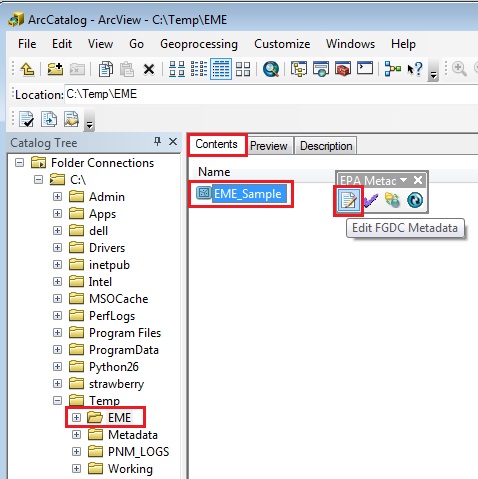 ArcCatalog - ArcView - C:\Temp\EME
File Edit View Go Geoprocessing Customize Windows Help
Location: C:\Temp\EME
Catalog Tree
Contents Preview Description
Folder Connections
Name
C:\
EPA Metac
Admin
EME_Sample
Apps
dell
Edit FGDC Metadata
Drivers
inetpub
Intel
MSOCache
PerfLogs
Program Files
ProgramData
Python26
strawberry
Temp
EME
Metadata
PNM_LOGS
Working